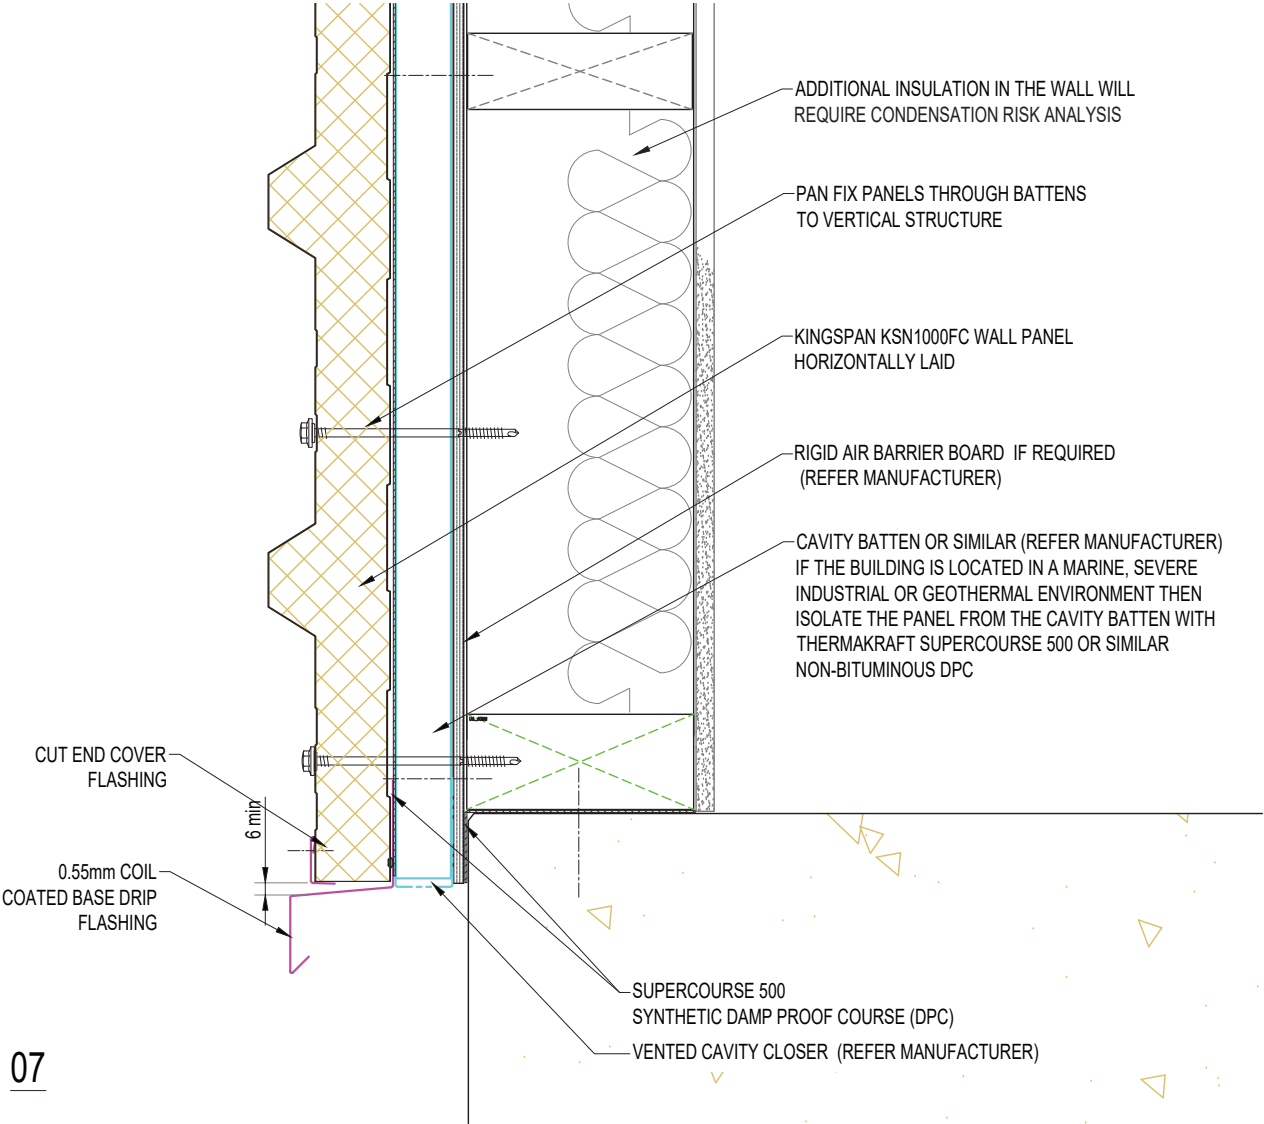 ADDITIONAL INSULATION IN THE WALL WILL
REQUIRE CONDENSATION RISK ANALYSIS
PAN FIX PANELS THROUGH BATTENS
TO VERTICAL STRUCTURE
KINGSPAN KSN1000FC WALL PANEL
HORIZONTALLY LAID
RIGID AIR BARRIER BOARD IF REQUIRED
(REFER MANUFACTURER)
CAVITY BATTEN OR SIMILAR (REFER MANUFACTURER)
IF THE BUILDING IS LOCATED IN A MARINE, SEVERE
INDUSTRIAL OR GEOTHERMAL ENVIRONMENT THEN
ISOLATE THE PANEL FROM THE CAVITY BATTEN WITH
THERMAKRAFT SUPERCOURSE 500 OR SIMILAR
NON-BITUMINOUS DPC
CUT END COVER
FLASHING
6 min
0.55mm COIL
COATED BASE DRIP
FLASHING
SUPERCOURSE 500
SYNTHETIC DAMP PROOF COURSE (DPC)
VENTED CAVITY CLOSER (REFER MANUFACTURER)
07